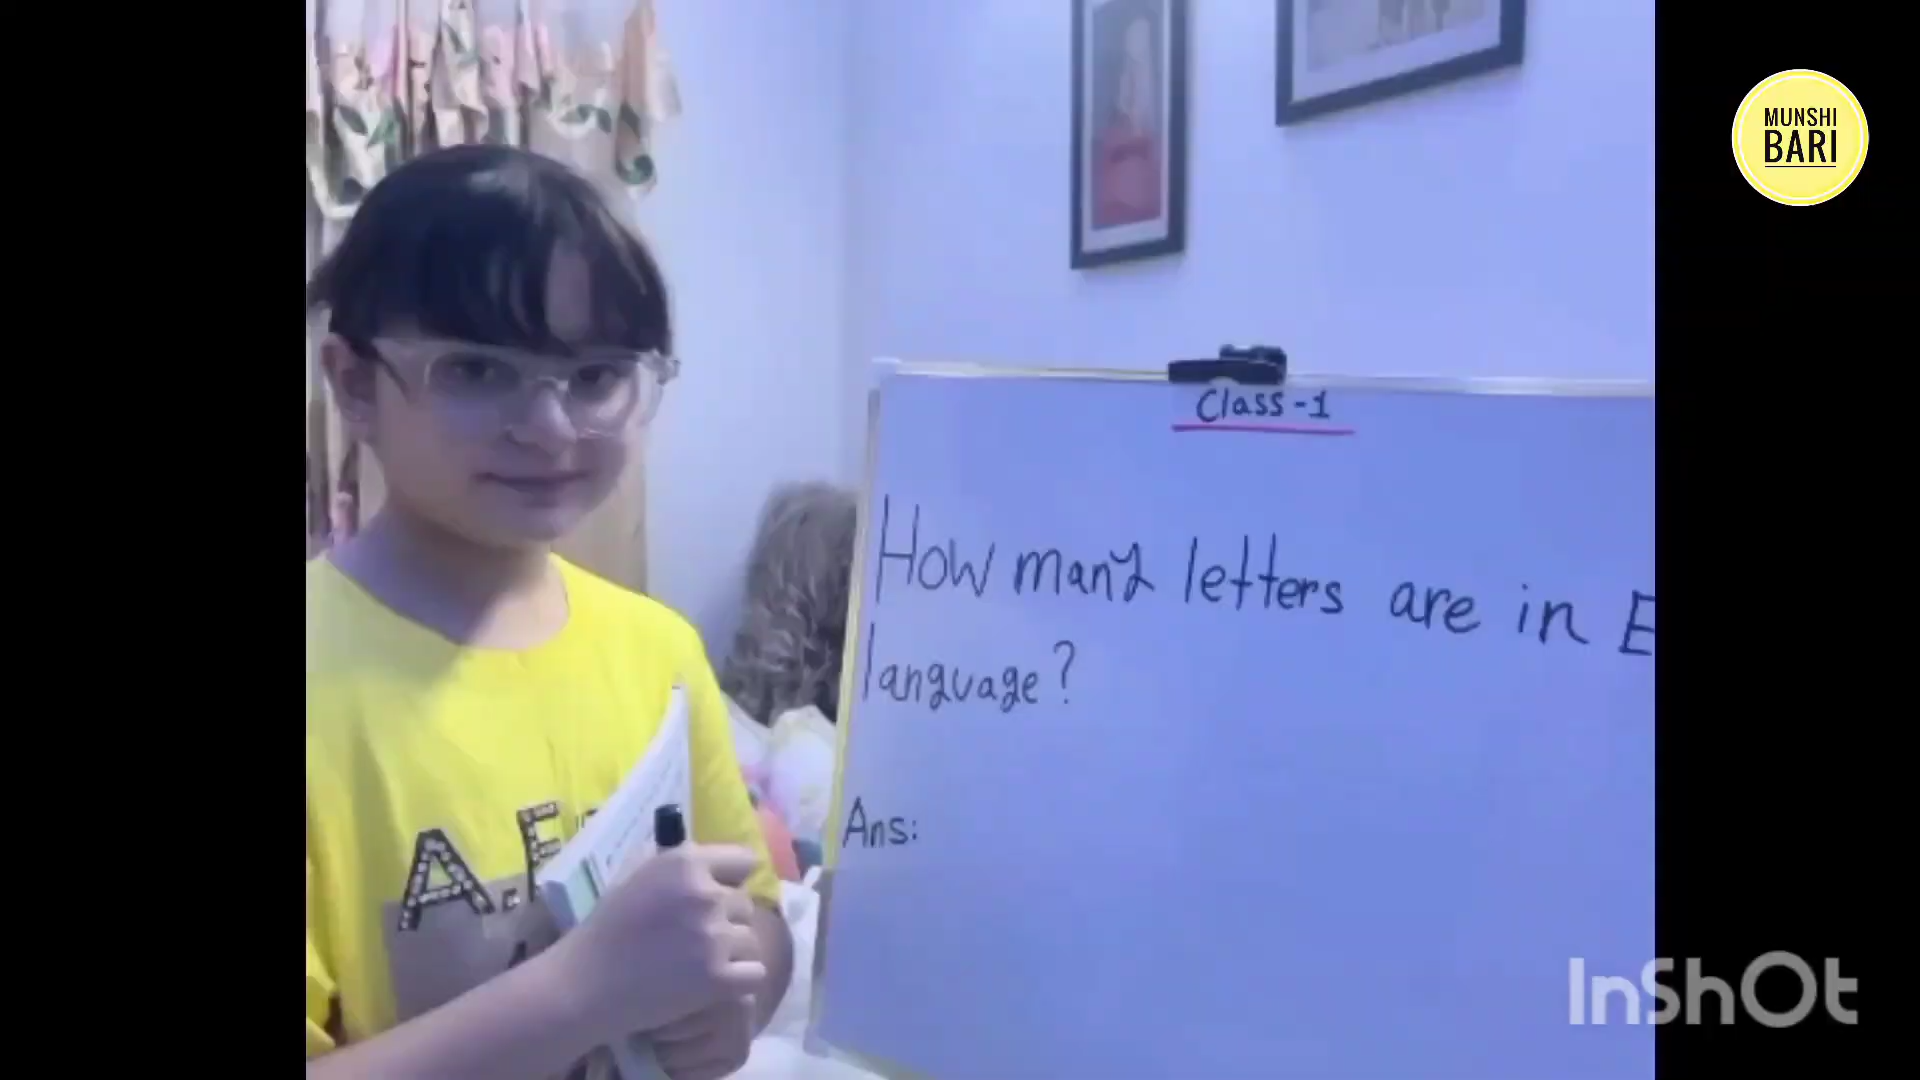 MUNSHI
BARI
Class-1
How many letters are in E
language?
Ans:
A.F
InShOt